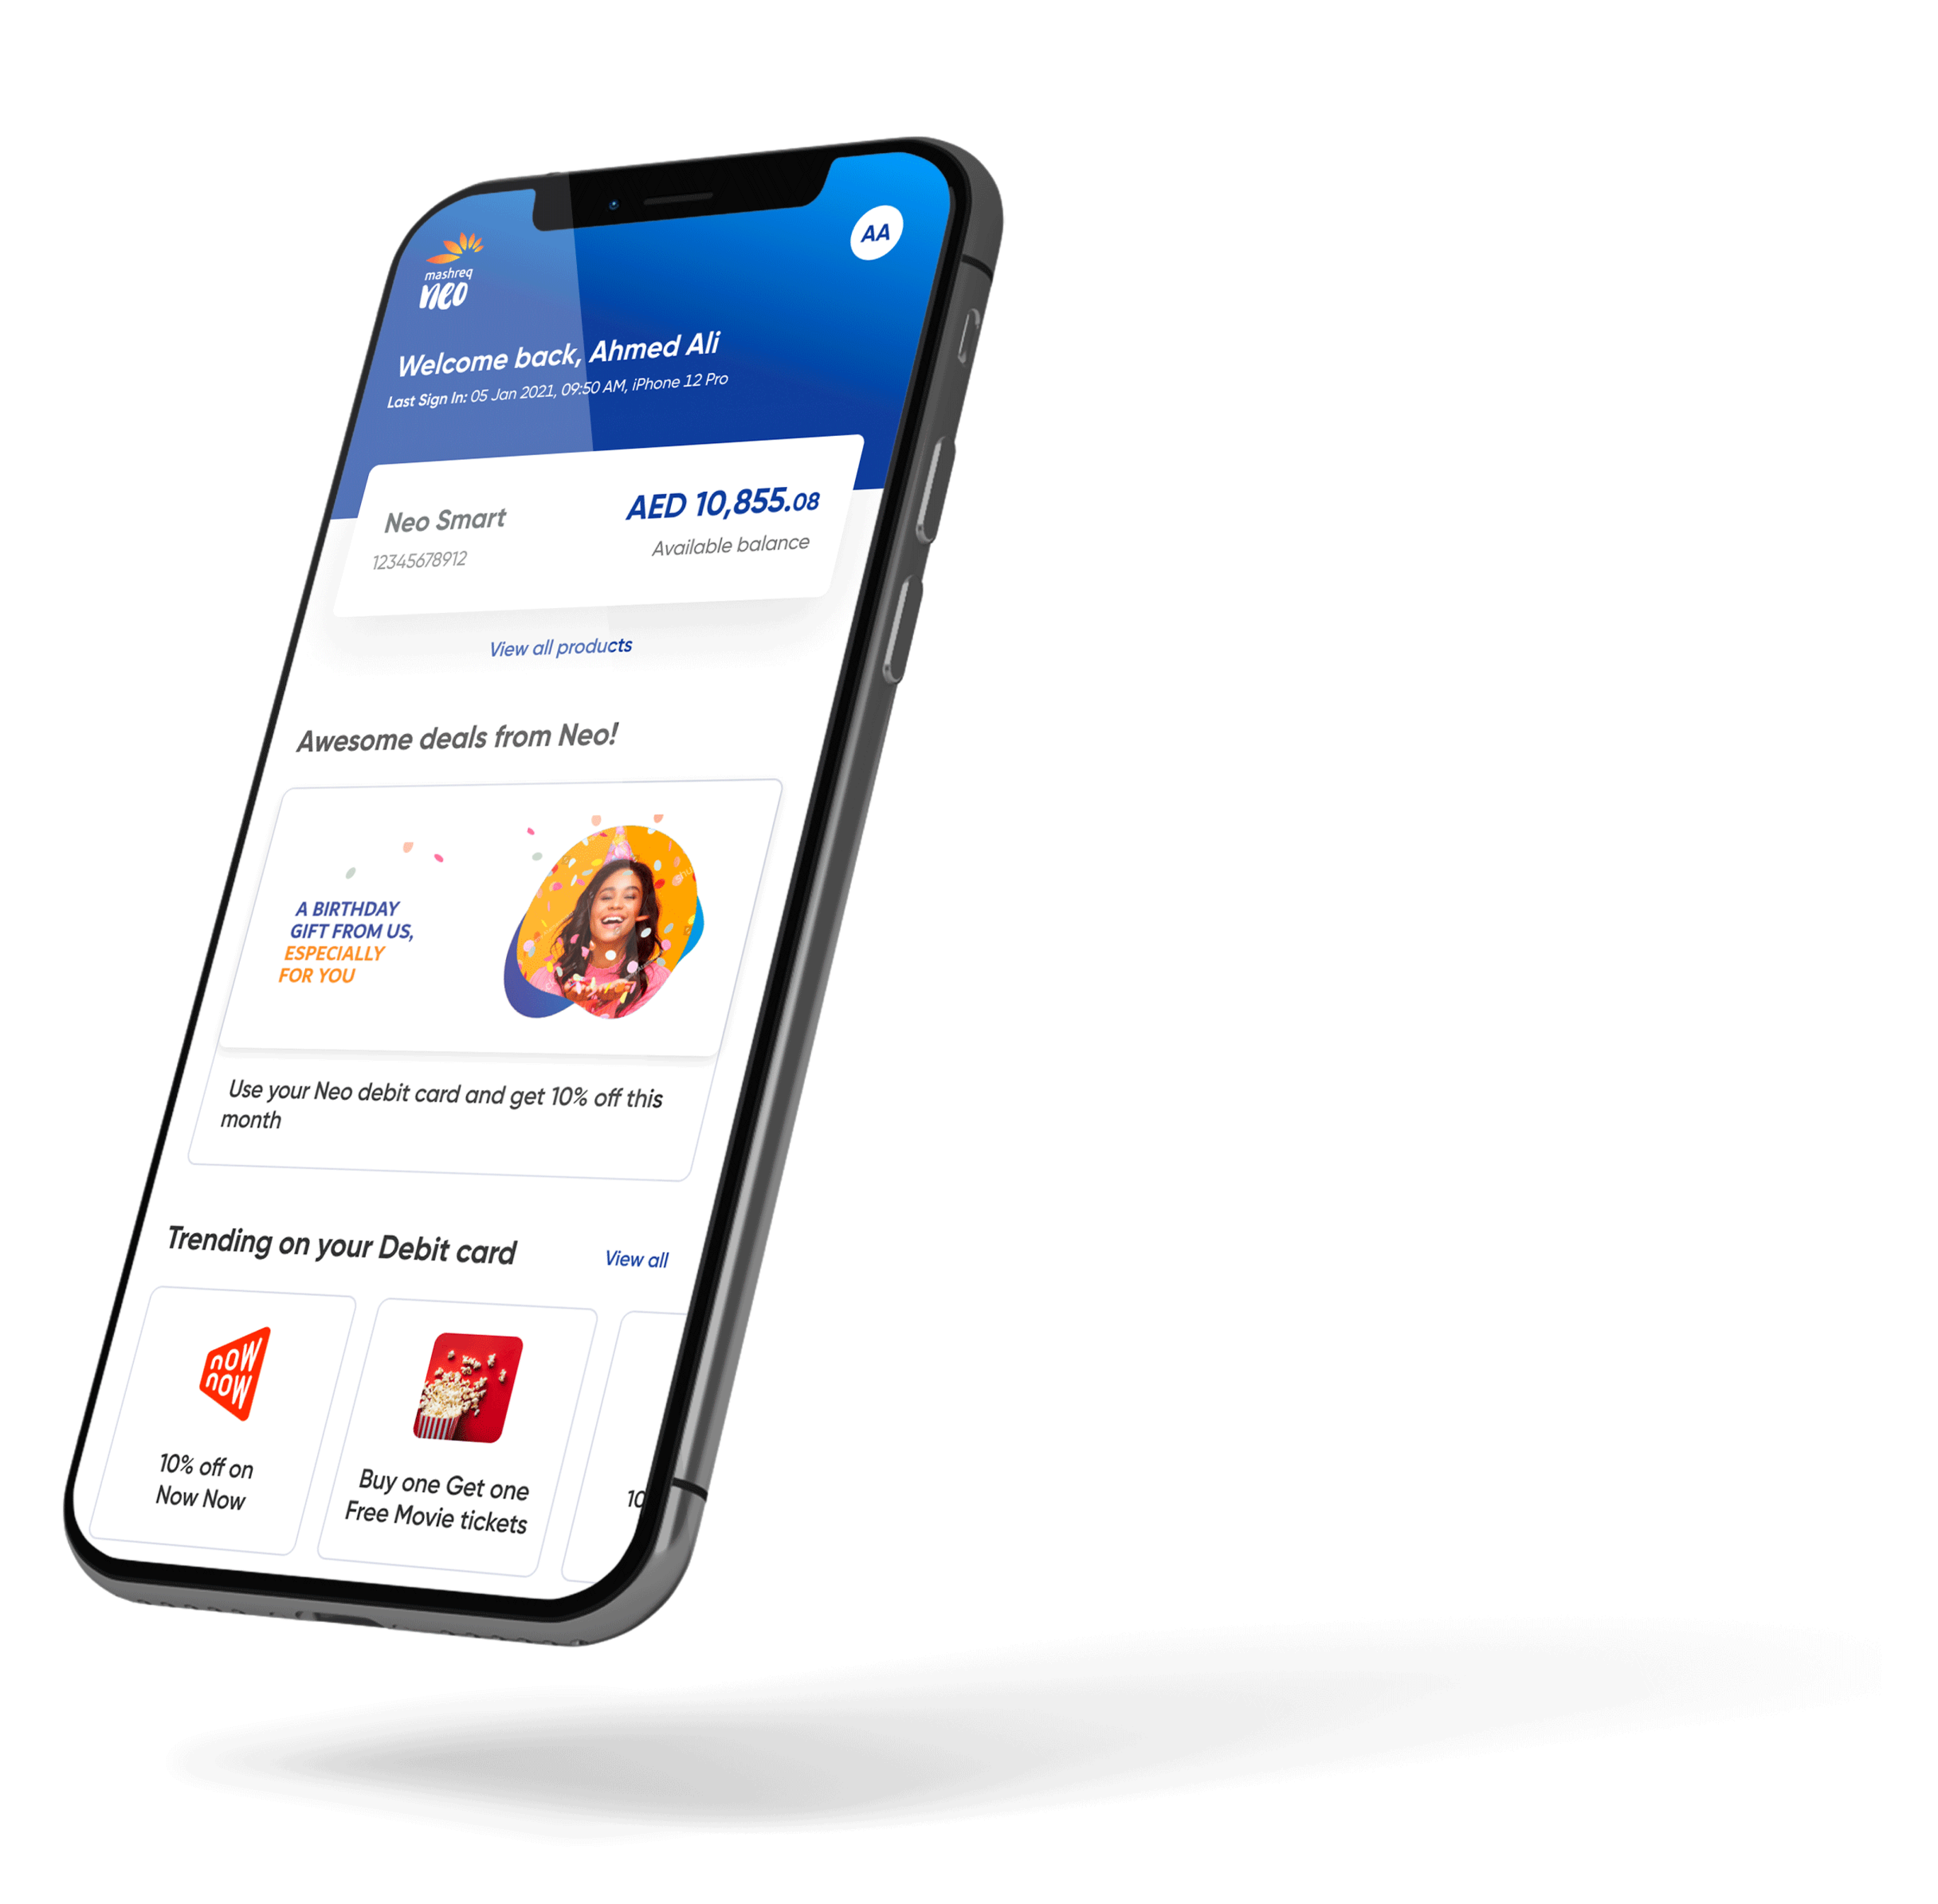 AA
mashreq
neo
Welcome back, Ahmed Ali
Last Sign In: 05 Jan 2021, 09:50 AM, iPhone 12 Pro
Neo Smart
AED 10,855.08
12345678912
Available balance
View all products
Awesome deals from Neo!
A BIRTHDAY
GIFT FROM US,
ESPECIALLY
FOR YOU
Use your Neo debit card and get 10% off this
month
Trending on your Debit card
View all
now
now
10% off on
Now Now
Buy one Get one
Free Movie tickets
10